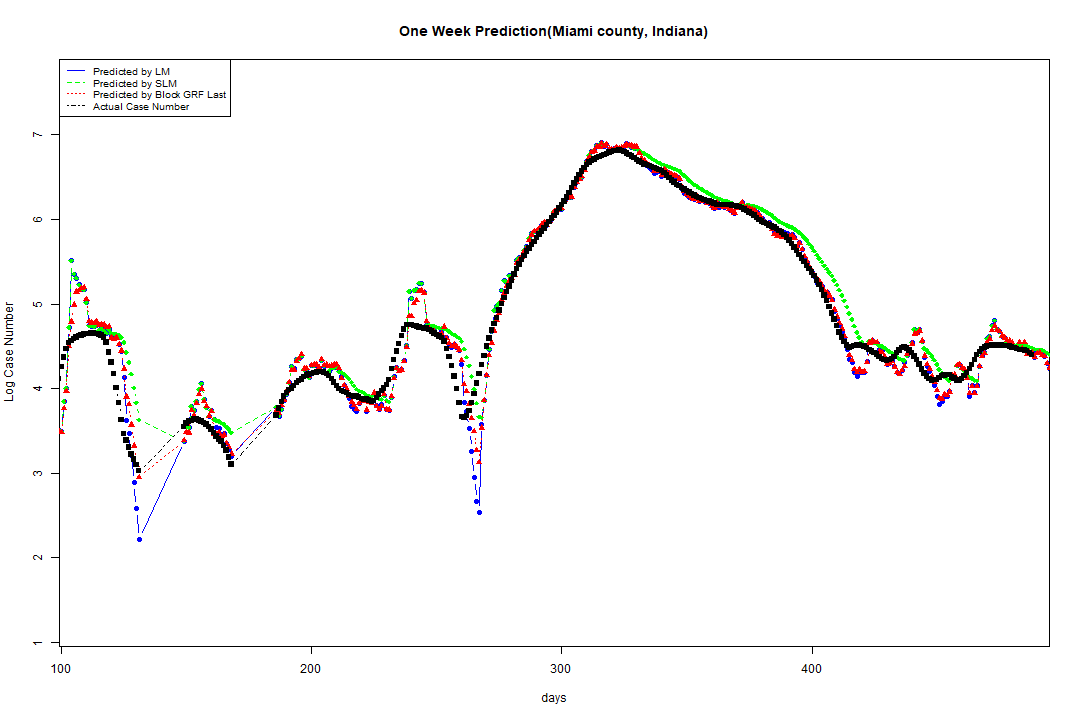 One Week Prediction(Miami county, Indiana)
Predicted by LM
Predicted by SLM
Predicted by Block GRF Last
Actual Case Number
Log Case Number
7
6
5
4
3
2
1
100 200 300 400
days